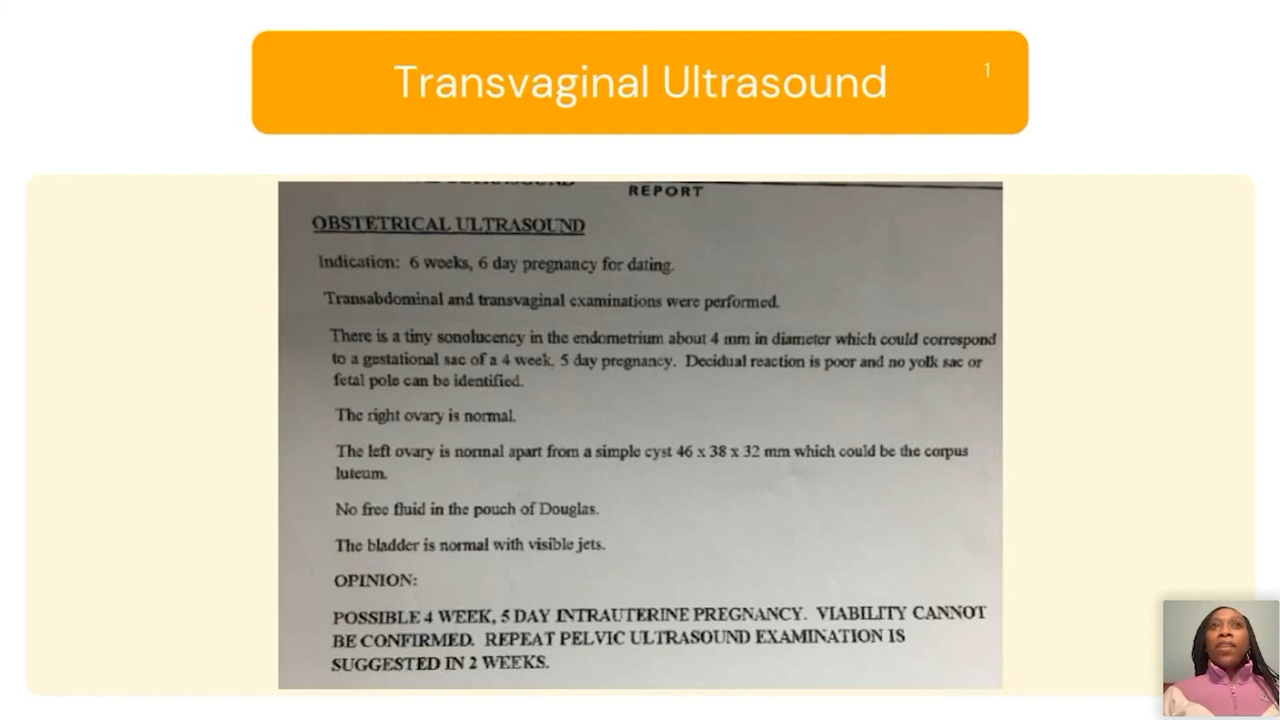 Transvaginal Ultrasound
1
REPORT
OBSTETRICAL ULTRASOUND
Indication: 6 weeks, 6 day pregnancy for dating.
Transabdominal and transvaginal examinations were performed.
There is a tiny sonolucency in the endometrium about 4 mm in diameter which could correspond
to a gestational sac of a 4 week, 5 day pregnancy. Decidual reaction is poor and no yolk sac or
fetal pole can be identified.
The right ovary is normal.
The left ovary is normal apart from a simple cyst 46 x 38 x 32 mm which could be the corpus
luteum.
No free fluid in the pouch of Douglas.
The bladder is normal with visible jets.
OPINION:
POSSIBLE 4 WEEK, 5 DAY INTRAUTERINE PREGNANCY. VIABILITY CANNOT
BE CONFIRMED. REPEAT PELVIC ULTRASOUND EXAMINATION IS
SUGGESTED IN 2 WEEKS.